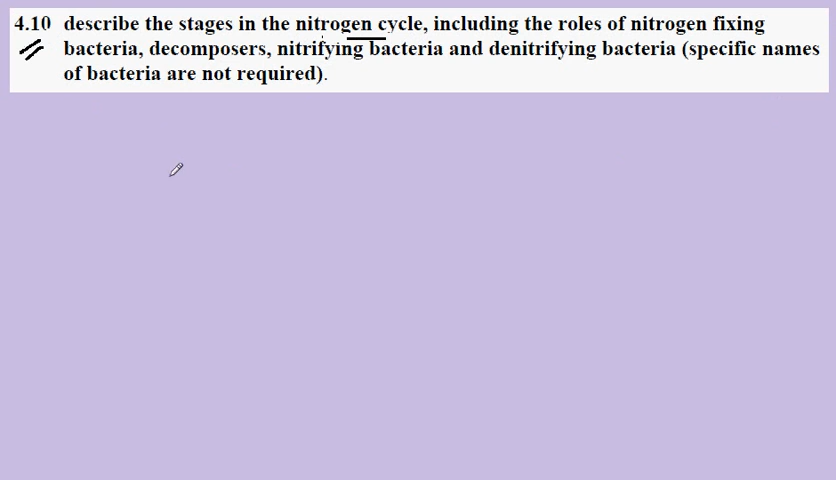 4.10 describe the stages in the nitrogen cycle, including the roles of nitrogen fixing
bacteria, decomposers, nitrifying bacteria and denitrifying bacteria (specific names
of bacteria are not required).